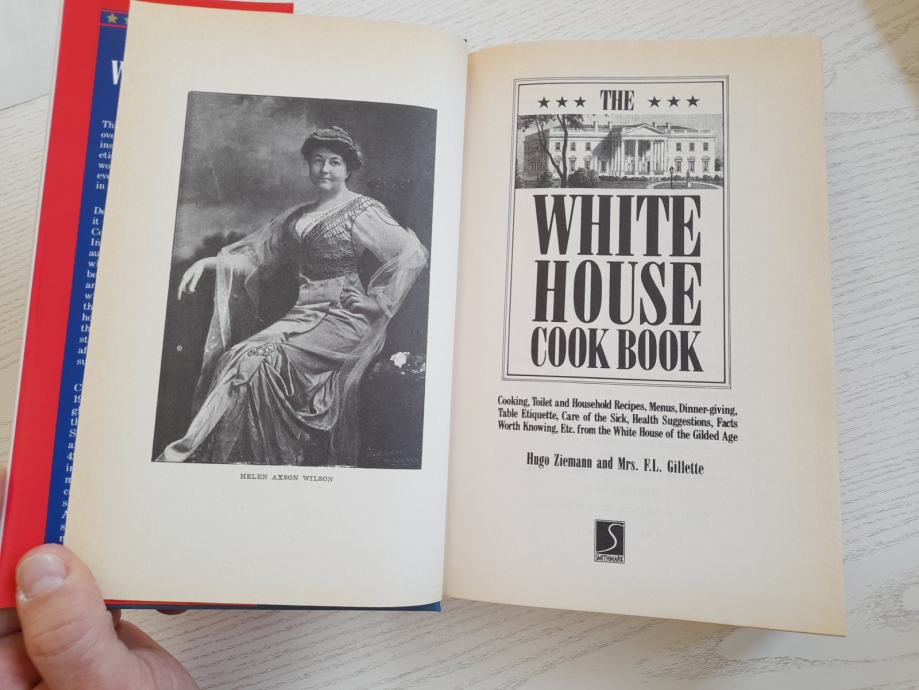 HELEN AXSON WILSON
THE
WHITE
HOUSE
COOK BOOK
Cooking, Toilet and Household Recipes, Menus, Dinner-giving,
Table Etiquette, Care of the Sick, Health Suggestions, Facts
Worth Knowing, Etc. from the White House of the Gilded Age
Hugo Ziemann and Mrs. F.L. Gillette
S
SMITHMARK